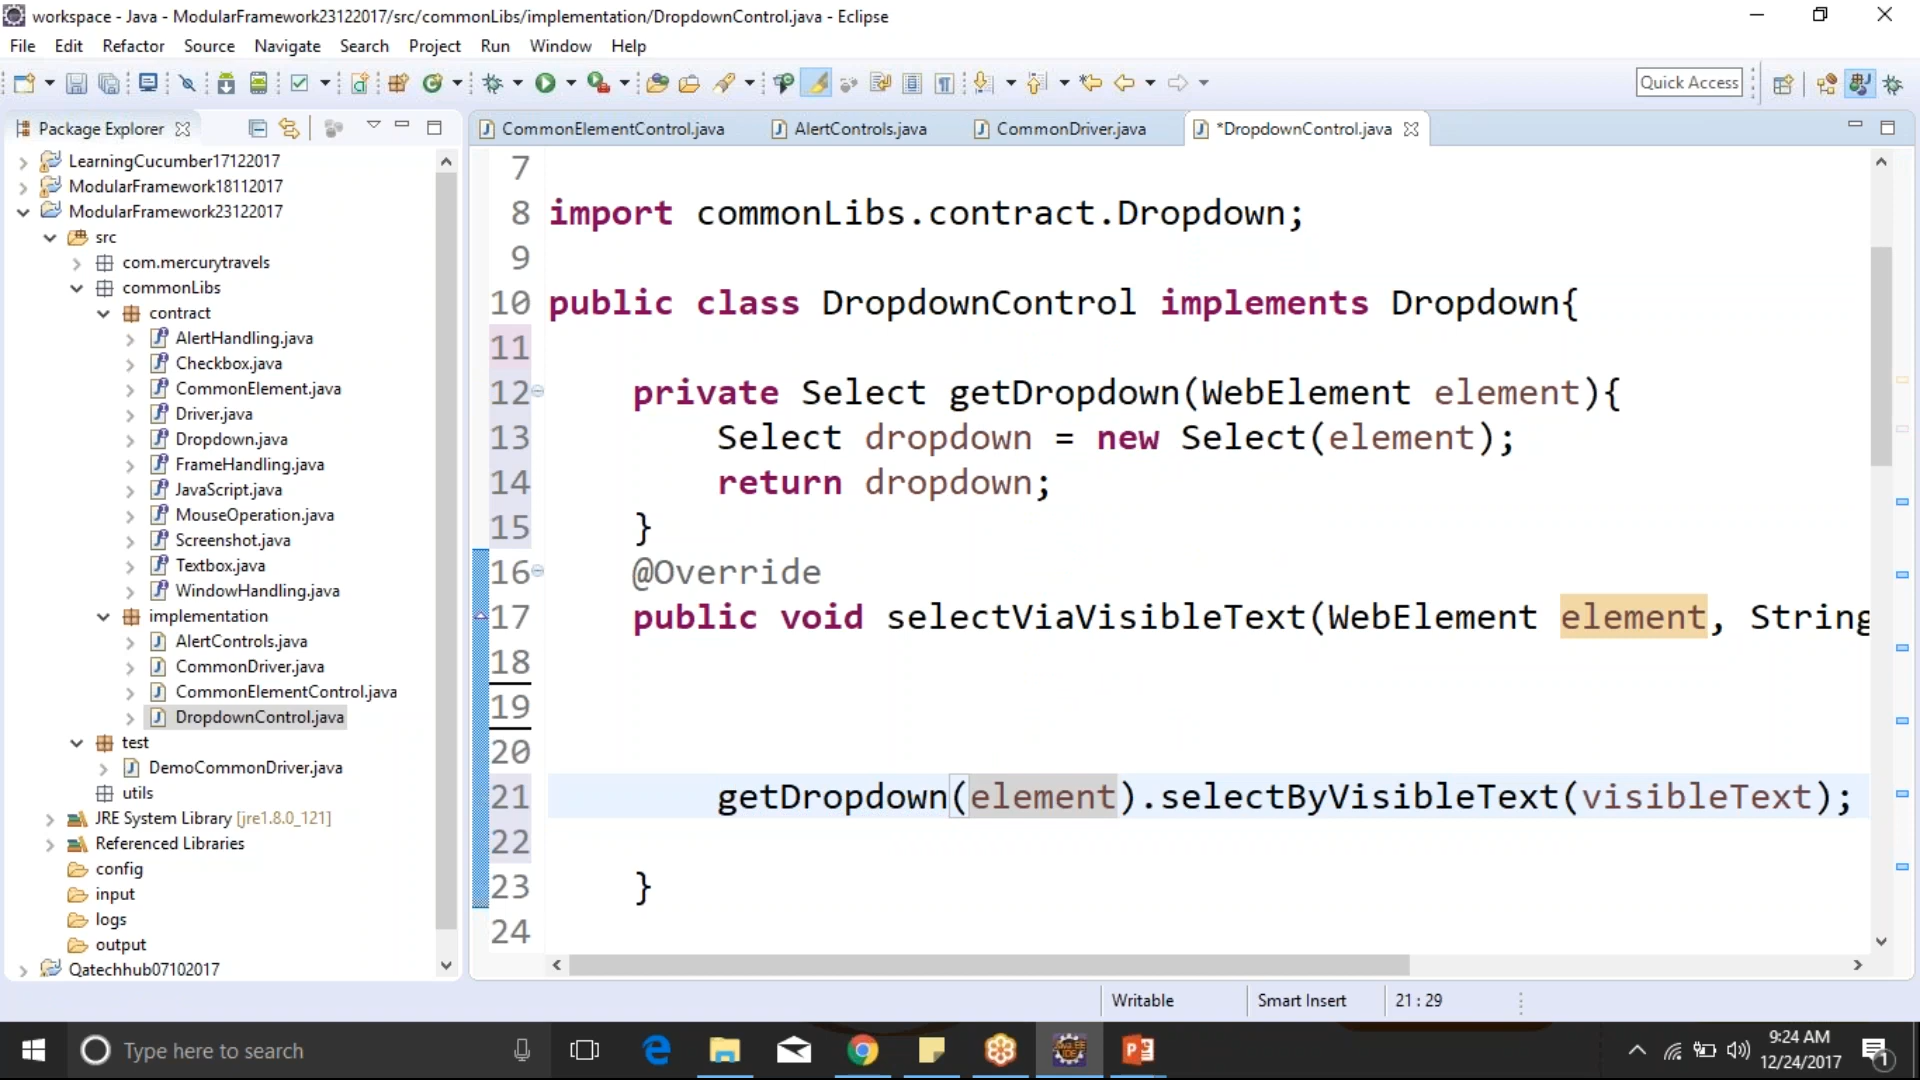 workspace - Java - ModularFramework23122017/src/commonLibs/implementation/DropdownControl.java - Eclipse
File Edit Refactor Source Navigate Search Project Run Window Help
Quick Access
Package Explorer
CommonElementControl.java AlertControls.java CommonDriver.java *DropdownControl.java
LearningCucumber17122017
ModularFramework18112017
ModularFramework23122017
src
com.mercurytravels
commonLibs
contract
AlertHandling.java
Checkbox.java
CommonElement.java
Driver.java
Dropdown.java
FrameHandling.java
JavaScript.java
MouseOperation.java
Screenshot.java
Textbox.java
WindowHandling.java
implementation
AlertControls.java
CommonDriver.java
CommonElementControl.java
DropdownControl.java
test
DemoCommonDriver.java
utils
JRE System Library [jre1.8.0_121]
Referenced Libraries
config
input
logs
output
Qatechhub07102017
7
8 import commonLibs.contract.Dropdown;
9
10 public class DropdownControl implements Dropdown{
11
12 private Select getDropdown(WebElement element){
13 Select dropdown = new Select(element);
14 return dropdown;
15 }
16 @Override
17 public void selectViaVisibleText(WebElement element, String
18
19
20
21 getDropdown(element).selectByVisibleText(visibleText);
22
23 }
24
Writable Smart Insert 21 : 29
Type here to search
9:24 AM
12/24/2017
1